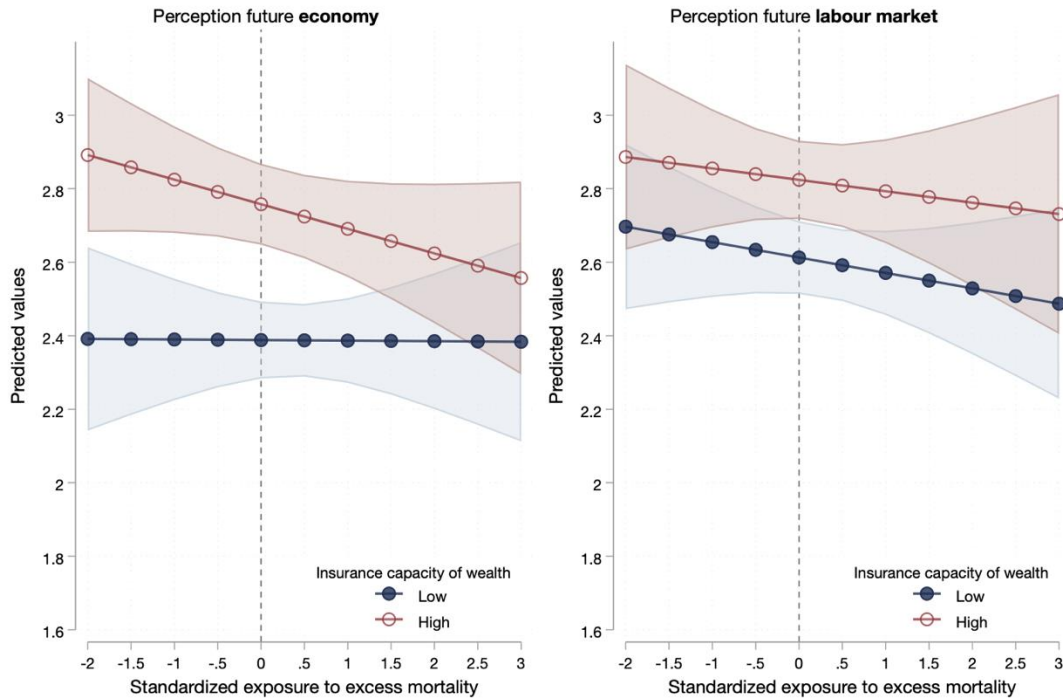 Perception future economy
Predicted values
3
2.8
2.6
2.4
2.2
2
1.8
1.6
Insurance capacity of wealth
Low
High
-2 -1.5 -1 -.5 0 .5 1 1.5 2 2.5 3
Standardized exposure to excess mortality
Perception future labour market
Predicted values
3
2.8
2.6
2.4
2.2
2
1.8
1.6
Insurance capacity of wealth
Low
High
-2 -1.5 -1 -.5 0 .5 1 1.5 2 2.5 3
Standardized exposure to excess mortality